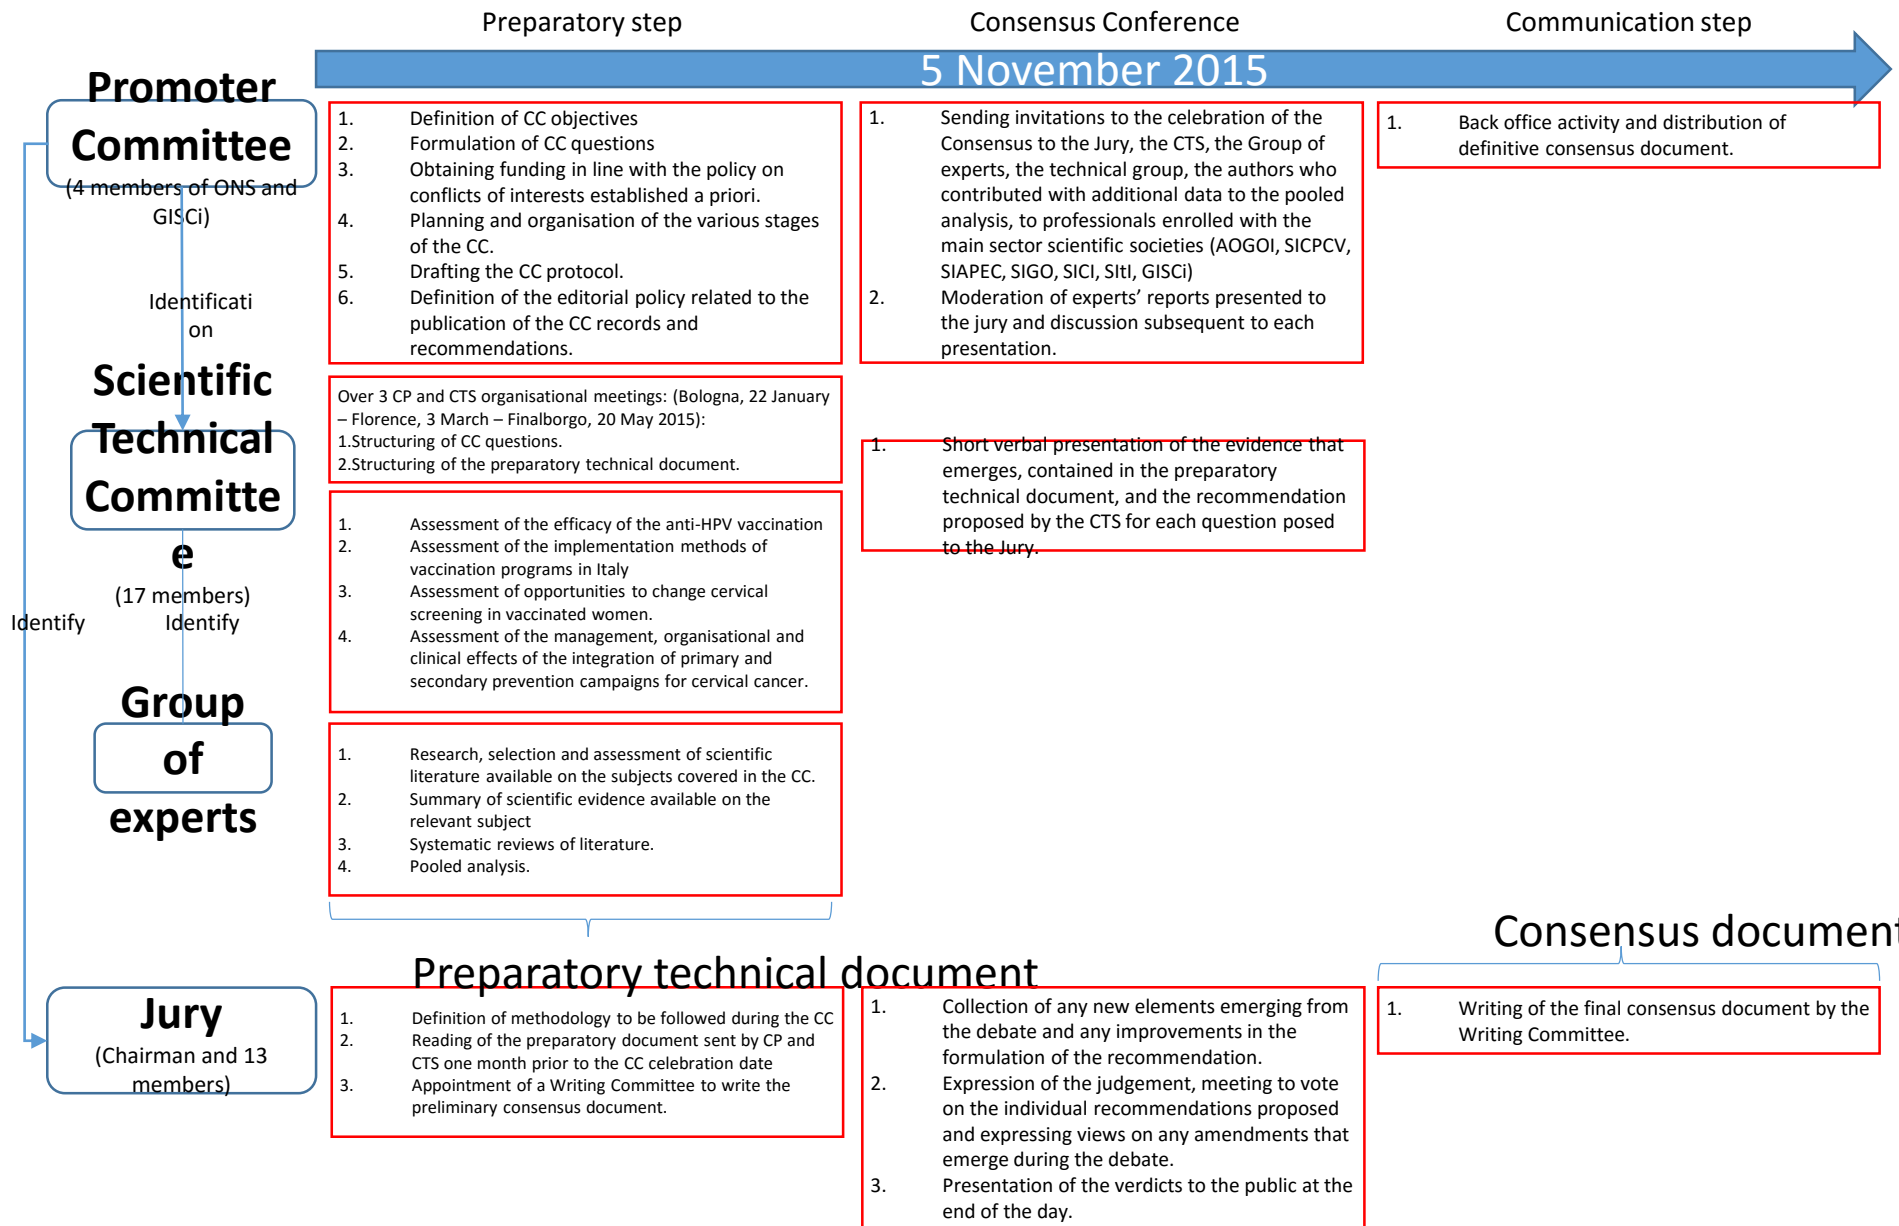 Preparatory step
Consensus Conference
Communication step
5 November 2015
Promoter
Committee
(4 members of ONS and
GISCi)
1. Definition of CC objectives
2. Formulation of CC questions
3. Obtaining funding in line with the policy on
conflicts of interests established a priori.
4. Planning and organisation of the various stages
of the CC.
5. Drafting the CC protocol.
6. Definition of the editorial policy related to the
publication of the CC records and
recommendations.
1. Sending invitations to the celebration of the
Consensus to the Jury, the CTS, the Group of
experts, the technical group, the authors who
contributed with additional data to the pooled
analysis, to professionals enrolled with the
main sector scientific societies (AOGOI, SICPCV,
SIAPEC, SIGO, SICI, SItI, GISCi)
2. Moderation of experts' reports presented to
the jury and discussion subsequent to each
presentation.
1. Back office activity and distribution of
definitive consensus document.
Identificati
on
Scientific
Technical
Committe
e
(17 members)
Identify
Identify
Over 3 CP and CTS organisational meetings: (Bologna, 22 January
– Florence, 3 March – Finalborgo, 20 May 2015):
1.Structuring of CC questions.
2.Structuring of the preparatory technical document.
1. Assessment of the efficacy of the anti-HPV vaccination
2. Assessment of the implementation methods of
vaccination programs in Italy
3. Assessment of opportunities to change cervical
screening in vaccinated women.
4. Assessment of the management, organisational and
clinical effects of the integration of primary and
secondary prevention campaigns for cervical cancer.
1. Short verbal presentation of the evidence that
emerges, contained in the preparatory
technical document, and the recommendation
proposed by the CTS for each question posed
to the Jury.
Group
of
experts
1. Research, selection and assessment of scientific
literature available on the subjects covered in the CC.
2. Summary of scientific evidence available on the
relevant subject
3. Systematic reviews of literature.
4. Pooled analysis.
Preparatory technical document
Consensus document
Jury
(Chairman and 13
members)
1. Definition of methodology to be followed during the CC
2. Reading of the preparatory document sent by CP and
CTS one month prior to the CC celebration date
3. Appointment of a Writing Committee to write the
preliminary consensus document.
1. Collection of any new elements emerging from
the debate and any improvements in the
formulation of the recommendation.
2. Expression of the judgement, meeting to vote
on the individual recommendations proposed
and expressing views on any amendments that
emerge during the debate.
3. Presentation of the verdicts to the public at the
end of the day.
1. Writing of the final consensus document by the
Writing Committee.